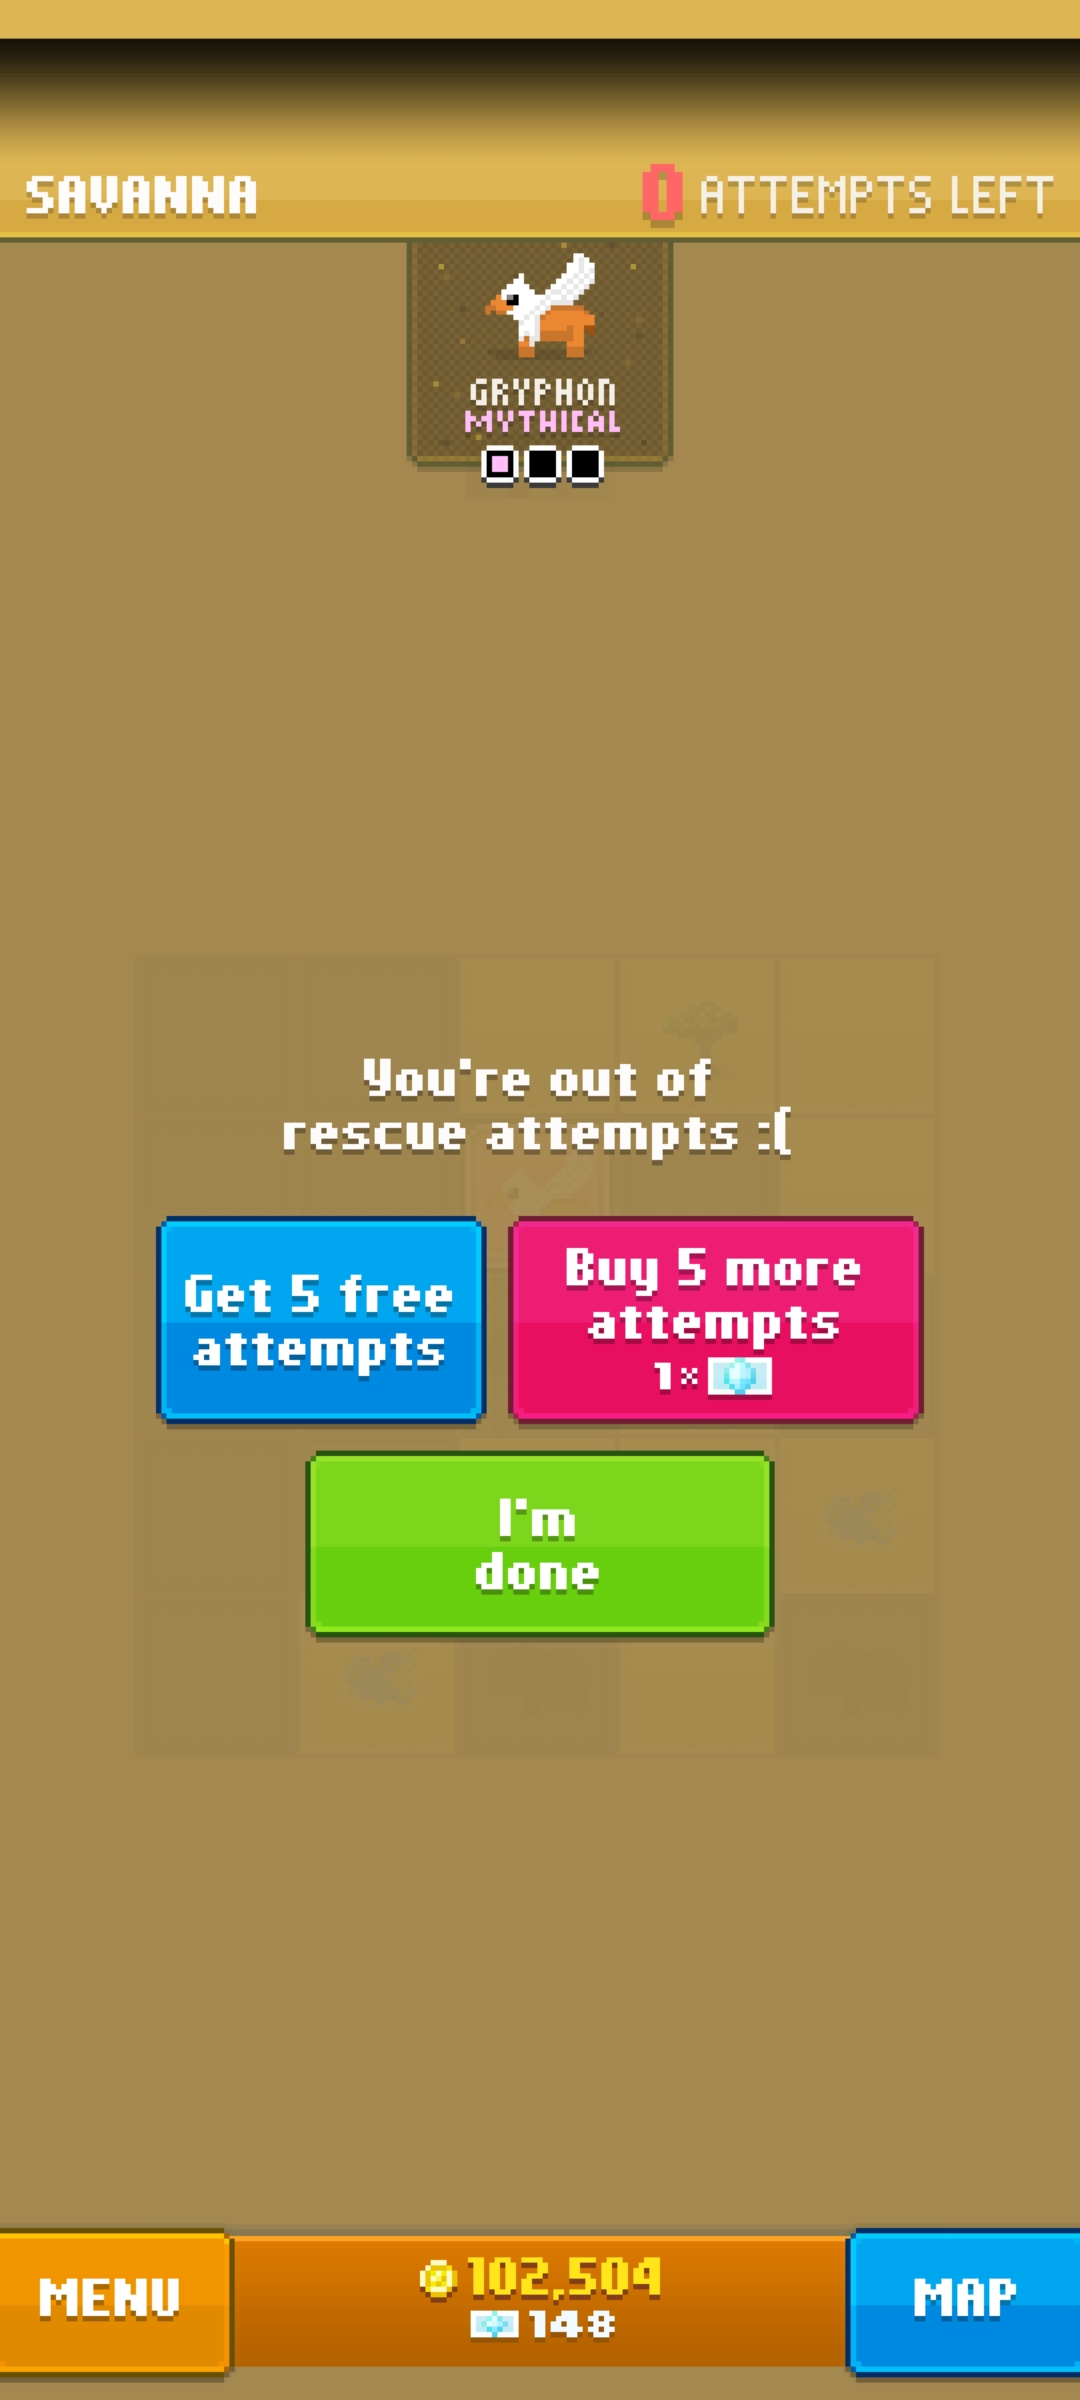 SAVANNA
0 ATTEMPTS LEFT
GRYPHON
MYTHICAL
You're out of
rescue attempts :(
Get 5 free
attempts
Buy 5 more
attempts
1×
I'm
done
MENU
102,504
148
MAP